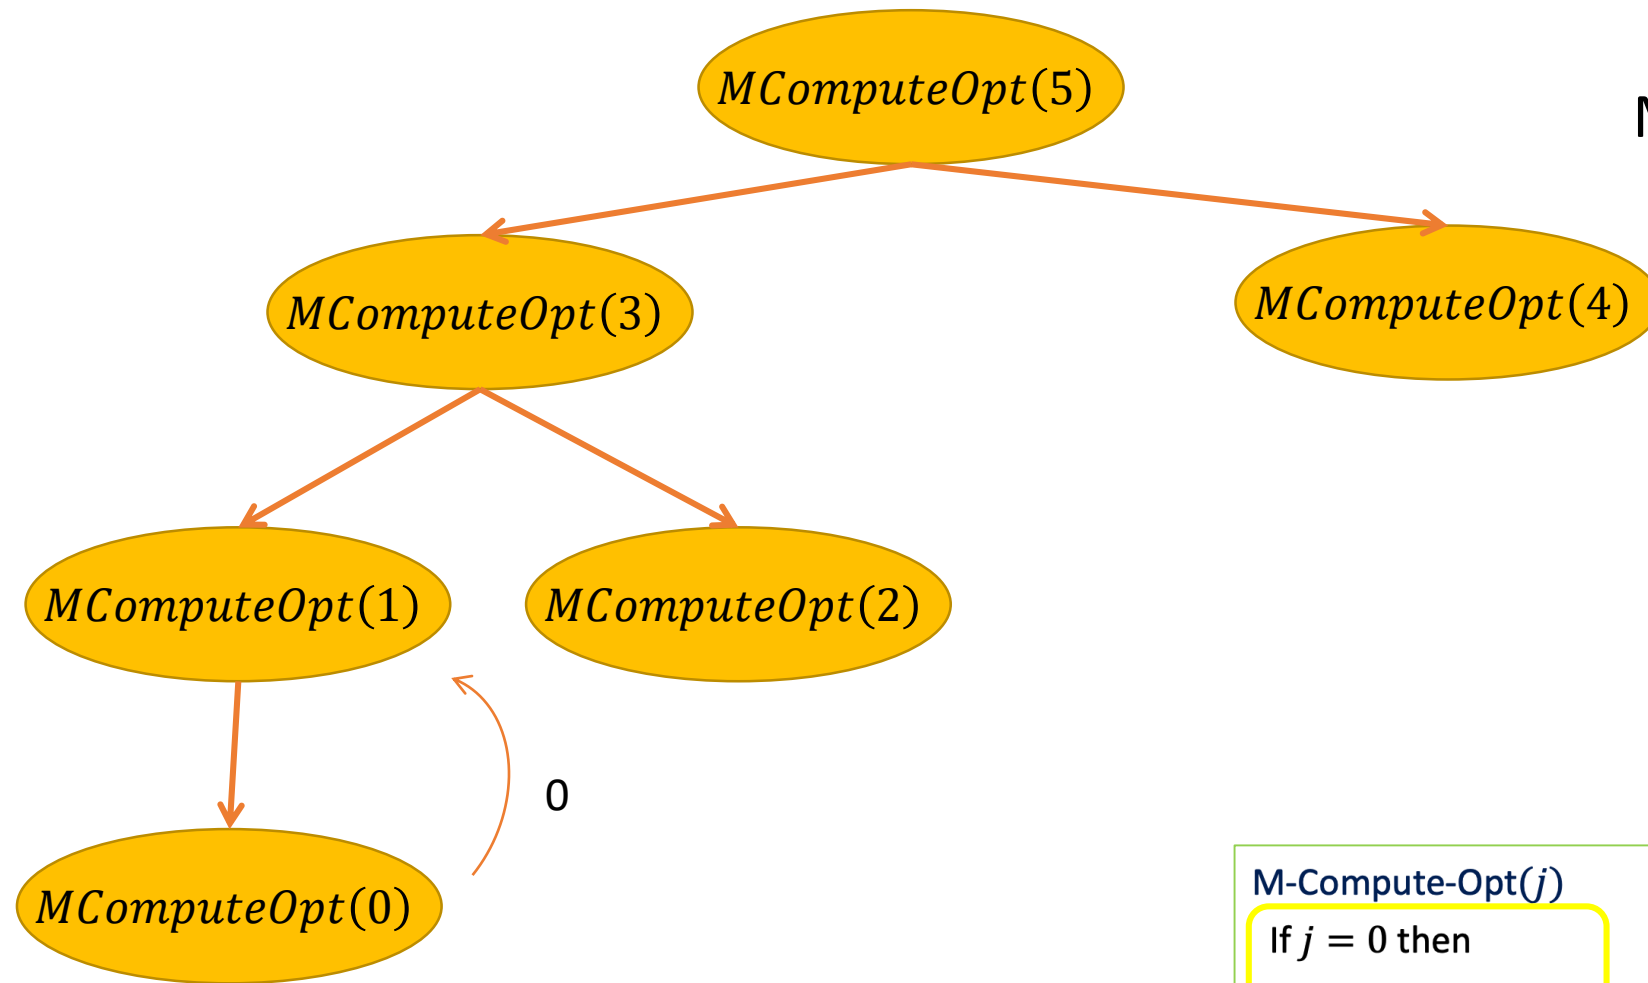 MComputeOpt(5)
MComputeOpt(3)
MComputeOpt(4)
MComputeOpt(1)
MComputeOpt(2)
0
MComputeOpt(0)
M-Compute-Opt(j)
If j = 0 then